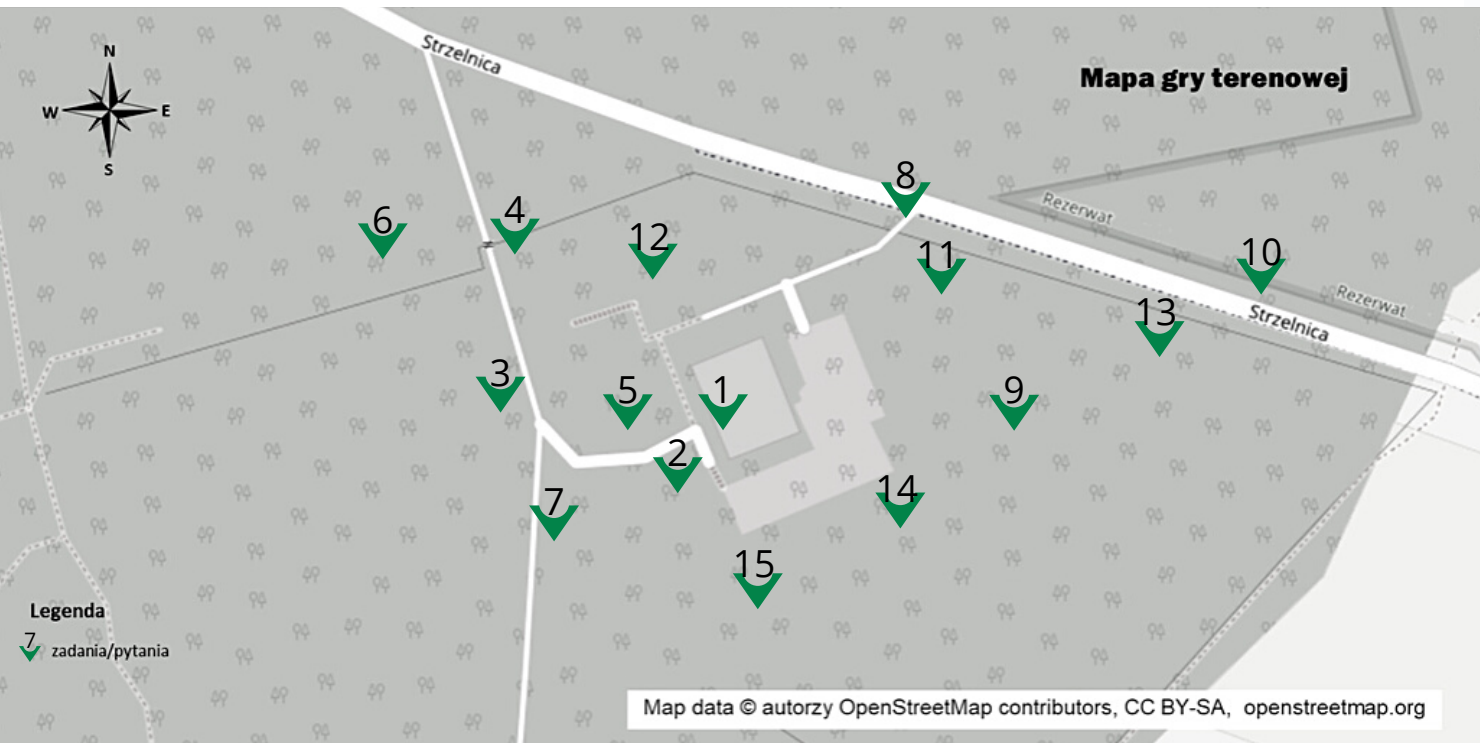 N
W E
S
Strzelnica
Mapa gry terenowej
8
Rezerwat
4
6
12
11
10
Rezerwat
13
Strzelnica
3
5
1
9
2
14
7
15
Legenda
7 zadania/pytania
Map data © autorzy OpenStreetMap contributors, CC BY-SA, openstreetmap.org